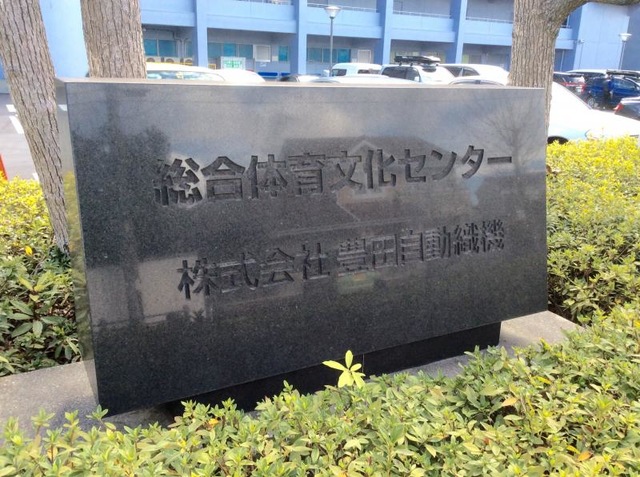 総合体育文化センター
株式会社 豊田自動織機